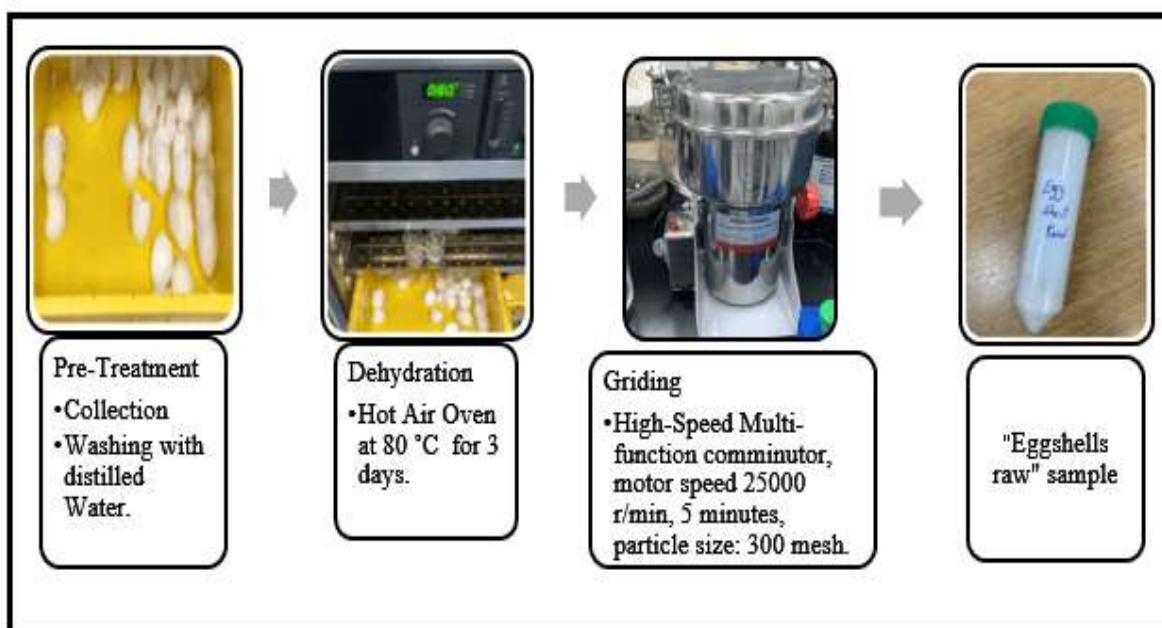 Pre-Treatment
•Collection
•Washing with
distilled
Water.
Dehydration
•Hot Air Oven
at 80 °C for 3
days.
Griding
•High-Speed Multi-
function comminutor,
motor speed 25000
r/min, 5 minutes,
particle size: 300 mesh.
Egg
"Eggshells
raw" sample